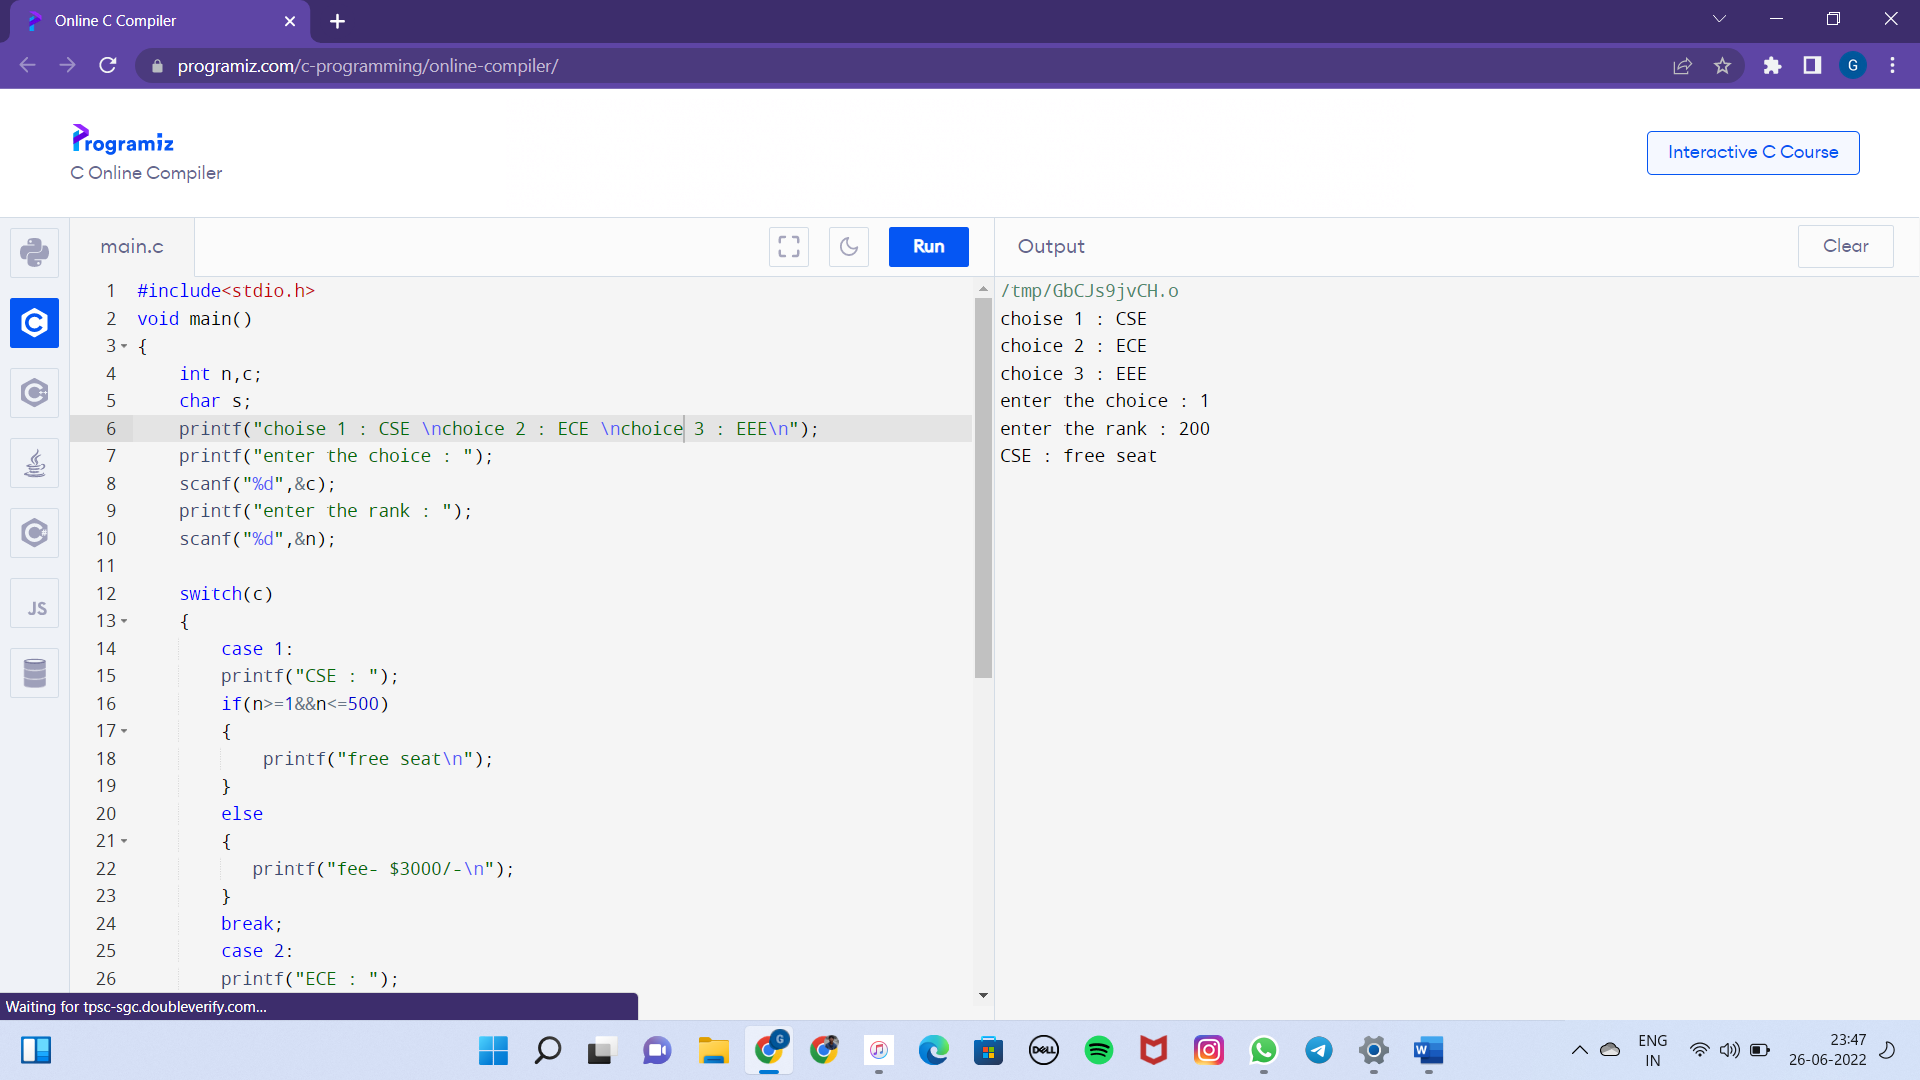 Online C Compiler
programiz.com/c-programming/online-compiler/
G
Programiz
C Online Compiler
Interactive C Course
main.c
Run
Output
Clear
1 #include<stdio.h>
2 void main()
3 {
4 int n,c;
5 char s;
6 printf("choise 1 : CSE \nchoice 2 : ECE \nchoice 3 : EEE\n");
7 printf("enter the choice : ");
8 scanf("%d",&c);
9 printf("enter the rank : ");
10 scanf("%d",&n);
11
12 switch(c)
13 {
14 case 1:
15 printf("CSE : ");
16 if(n>=1&&n<=500)
17 {
18 printf("free seat\n");
19 }
20 else
21 {
22 printf("fee- $3000/-\n");
23 }
24 break;
25 case 2:
26 printf("ECE : ");
/tmp/GbCJs9jvCH.o
choise 1 : CSE
choice 2 : ECE
choice 3 : EEE
enter the choice : 1
enter the rank : 200
CSE : free seat
JS
Waiting for tpsc-sgc.doubleverify.com...
G
DELL
W
ENG
IN
23:47
26-06-2022